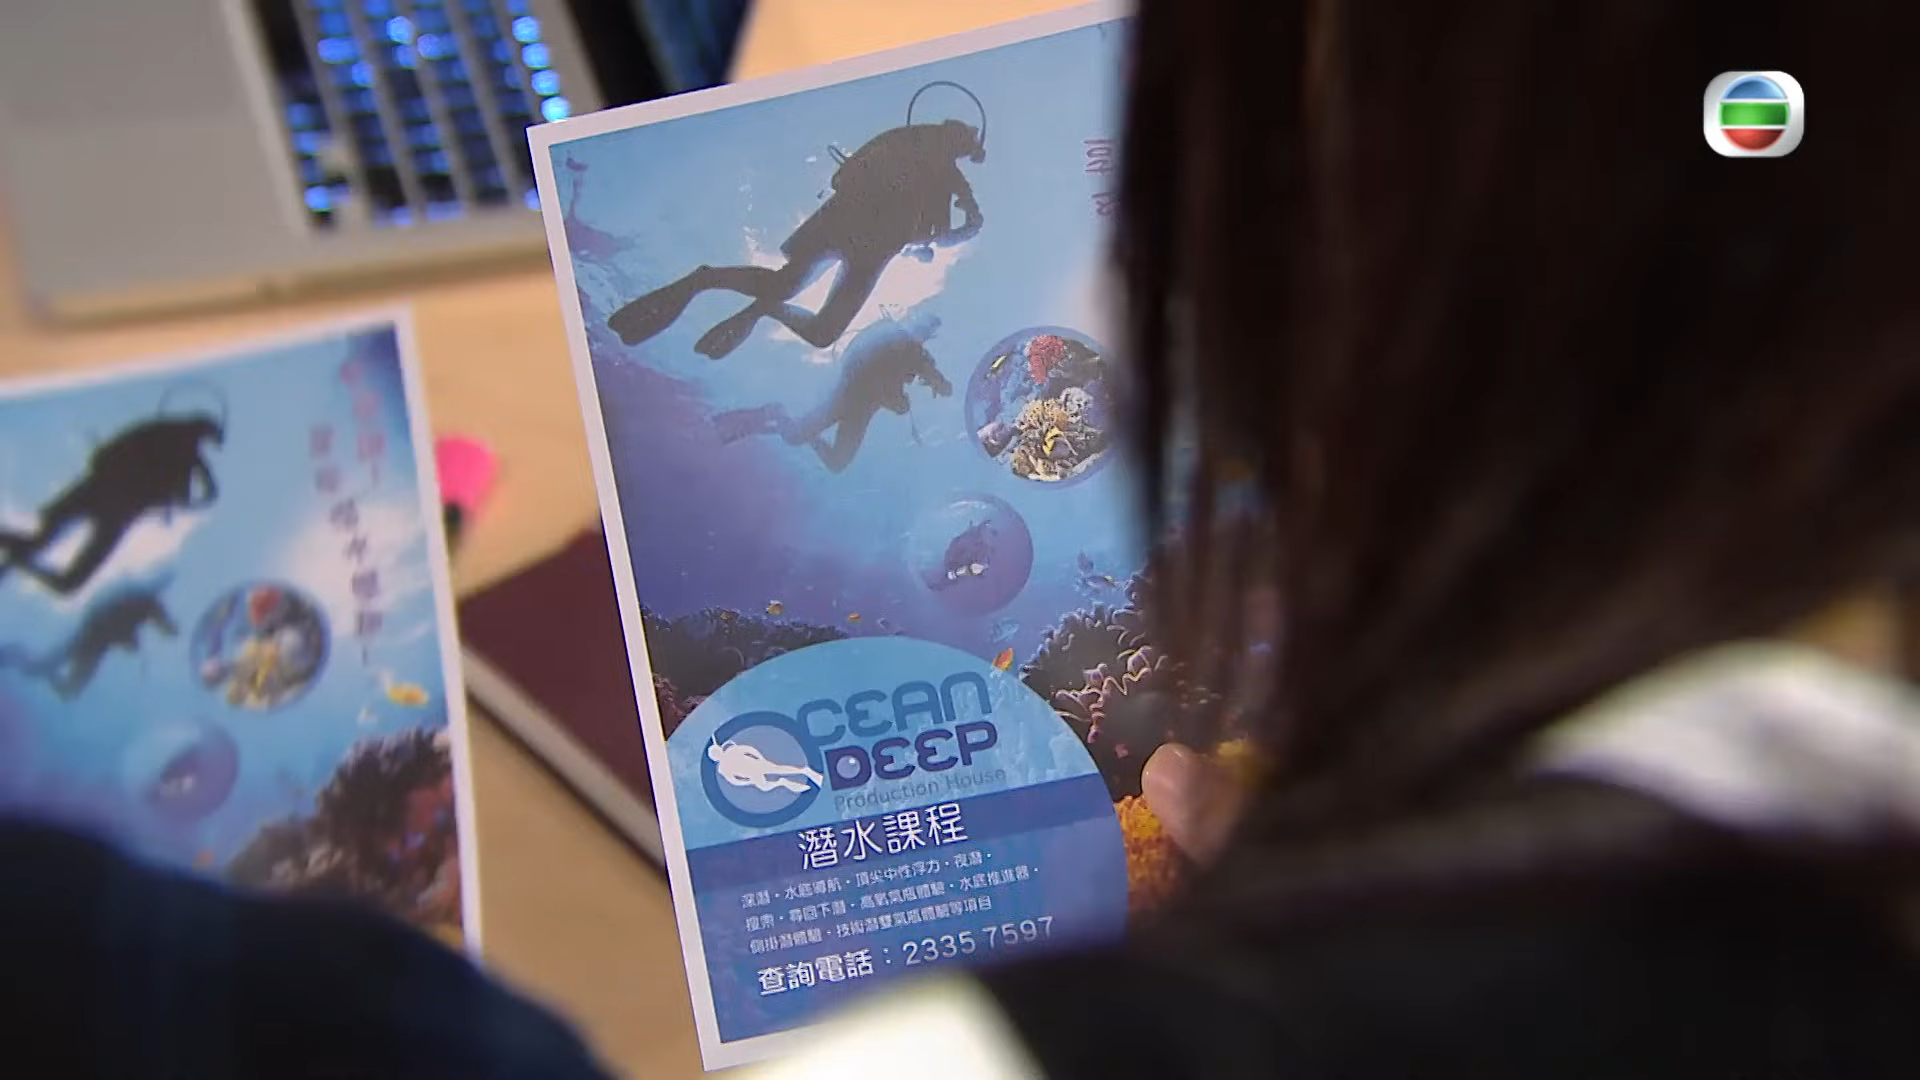 OCEAN
DEEP
Production House
潛水課程
深潛・水底導航・頂尖中性浮力・夜潛・
搜索・尋回下潛・高氧氣瓶體驗・水底推進器・
側掛潛體驗・技術潛雙氣瓶體驗等項目
查詢電話：2335 7597